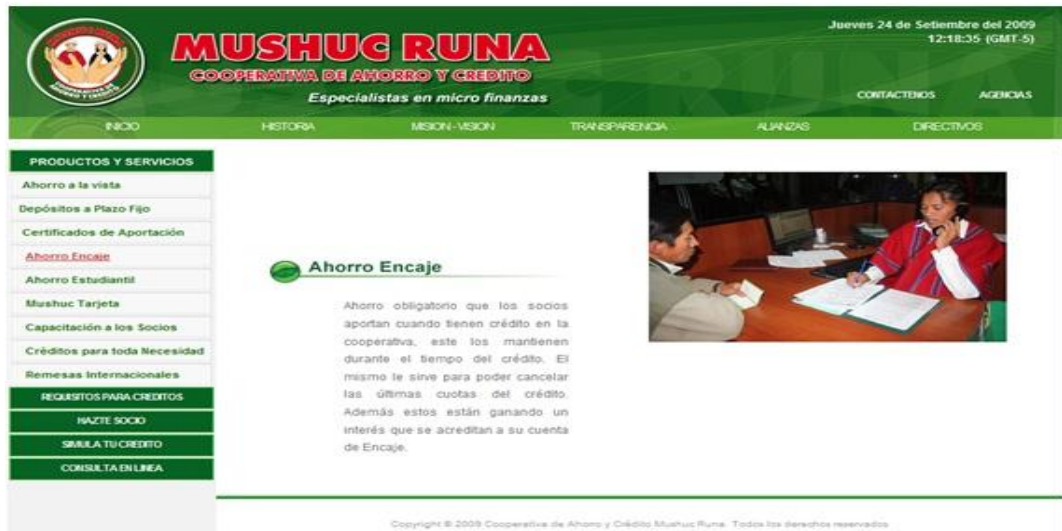 Jueves 24 de Setiembre del 2009
12:18:35 (GMT-5)
MUSHUC RUNA
COOPERATIVA DE AHORRO Y CREDITO
Especialistas en micro finanzas
CONTACTENOS AGENCIAS
INICIO HISTORIA MISION - VISION TRANSPARENCIA ALIANZAS DIRECTIVOS
PRODUCTOS Y SERVICIOS
Ahorro a la vista
Depósitos a Plazo Fijo
Certificados de Aportación
Ahorro Encaje
Ahorro Estudiantil
Mushuc Tarjeta
Capacitación a los Socios
Créditos para toda Necesidad
Remesas Internacionales
REQUISITOS PARA CREDITOS
HAZTE SOCIO
SIMULA TU CREDITO
CONSULTA EN LINEA
Ahorro Encaje
Ahorro obligatorio que los socios
aportan cuando tienen crédito en la
cooperativa, este los mantienen
durante el tiempo del crédito. El
mismo le sirve para poder cancelar
las últimas cuotas del crédito.
Además estos están ganando un
interés que se acreditan a su cuenta
de Encaje.
Copyright © 2009 Cooperativa de Ahorro y Crédito Mushuc Runa. Todos los derechos reservados